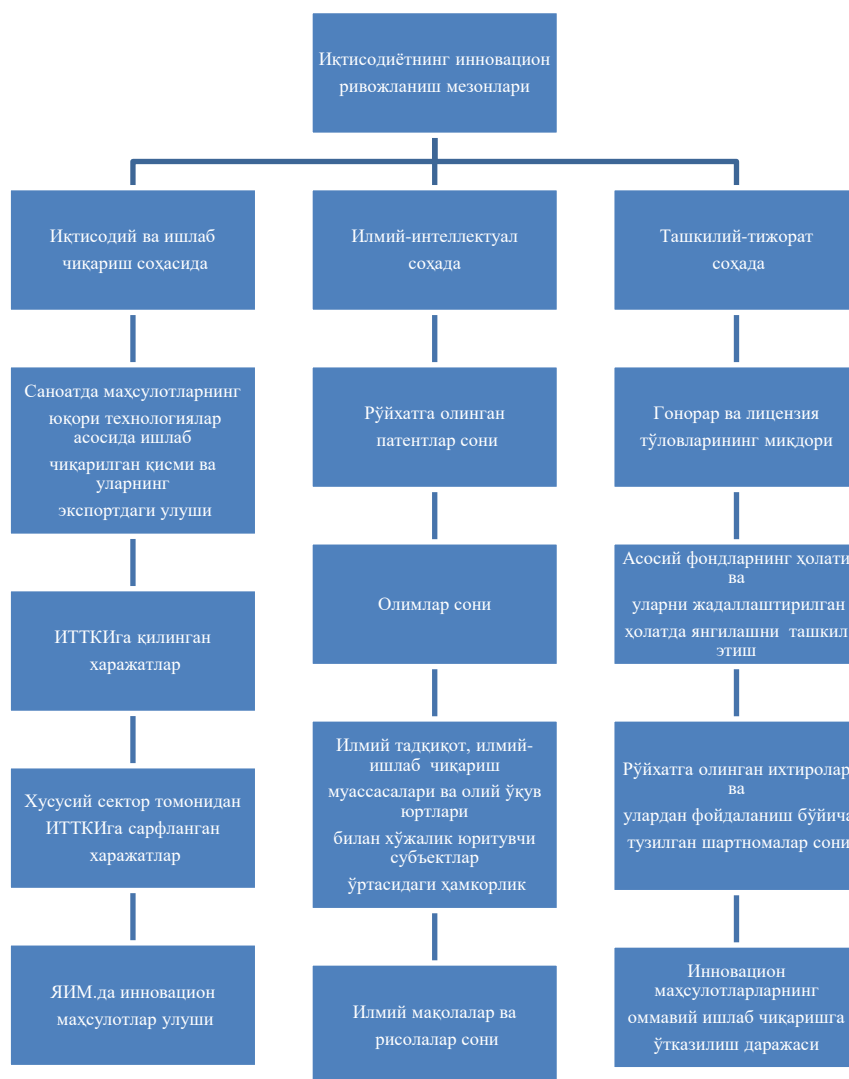 Иқтисодиётнинг инновацион
ривожланиш мезонлари
Иқтисодий ва ишлаб
чиқариш соҳасида
Саноатда маҳсулотларнинг
юқори технологиялар
асосида ишлаб
чиқарилган қисми ва
уларнинг
экспортдаги улуши
ИТТКИга қилинган
харажатлар
Хусусий сектор томонидан
ИТТКИга сарфланган
харажатлар
ЯИМ.да инновацион
маҳсулотлар улуши
Илмий-интеллектуал
соҳада
Рўйхатга олинган
патентлар сони
Олимлар сони
Илмий тадқиқот, илмий-
ишлаб чиқариш
муассасалари ва олий ўқув
юртлари
билан хўжалик юритувчи
субъектлар
ўртасидаги ҳамкорлик
Илмий мақолалар ва
рисолалар сони
Ташкилий-тижорат
соҳада
Гонорар ва лицензия
тўловларининг миқдори
Асосий фондларнинг ҳолати
ва
уларни жадаллаштирилган
ҳолатда янгилашни ташкил
этиш
Рўйхатга олинган ихтиролар
ва
улардан фойдаланиш бўйича
тузилган шартномалар сони
Инновацион
маҳсулотларларнинг
оммавий ишлаб чиқаришга
ўтказилиш даражаси